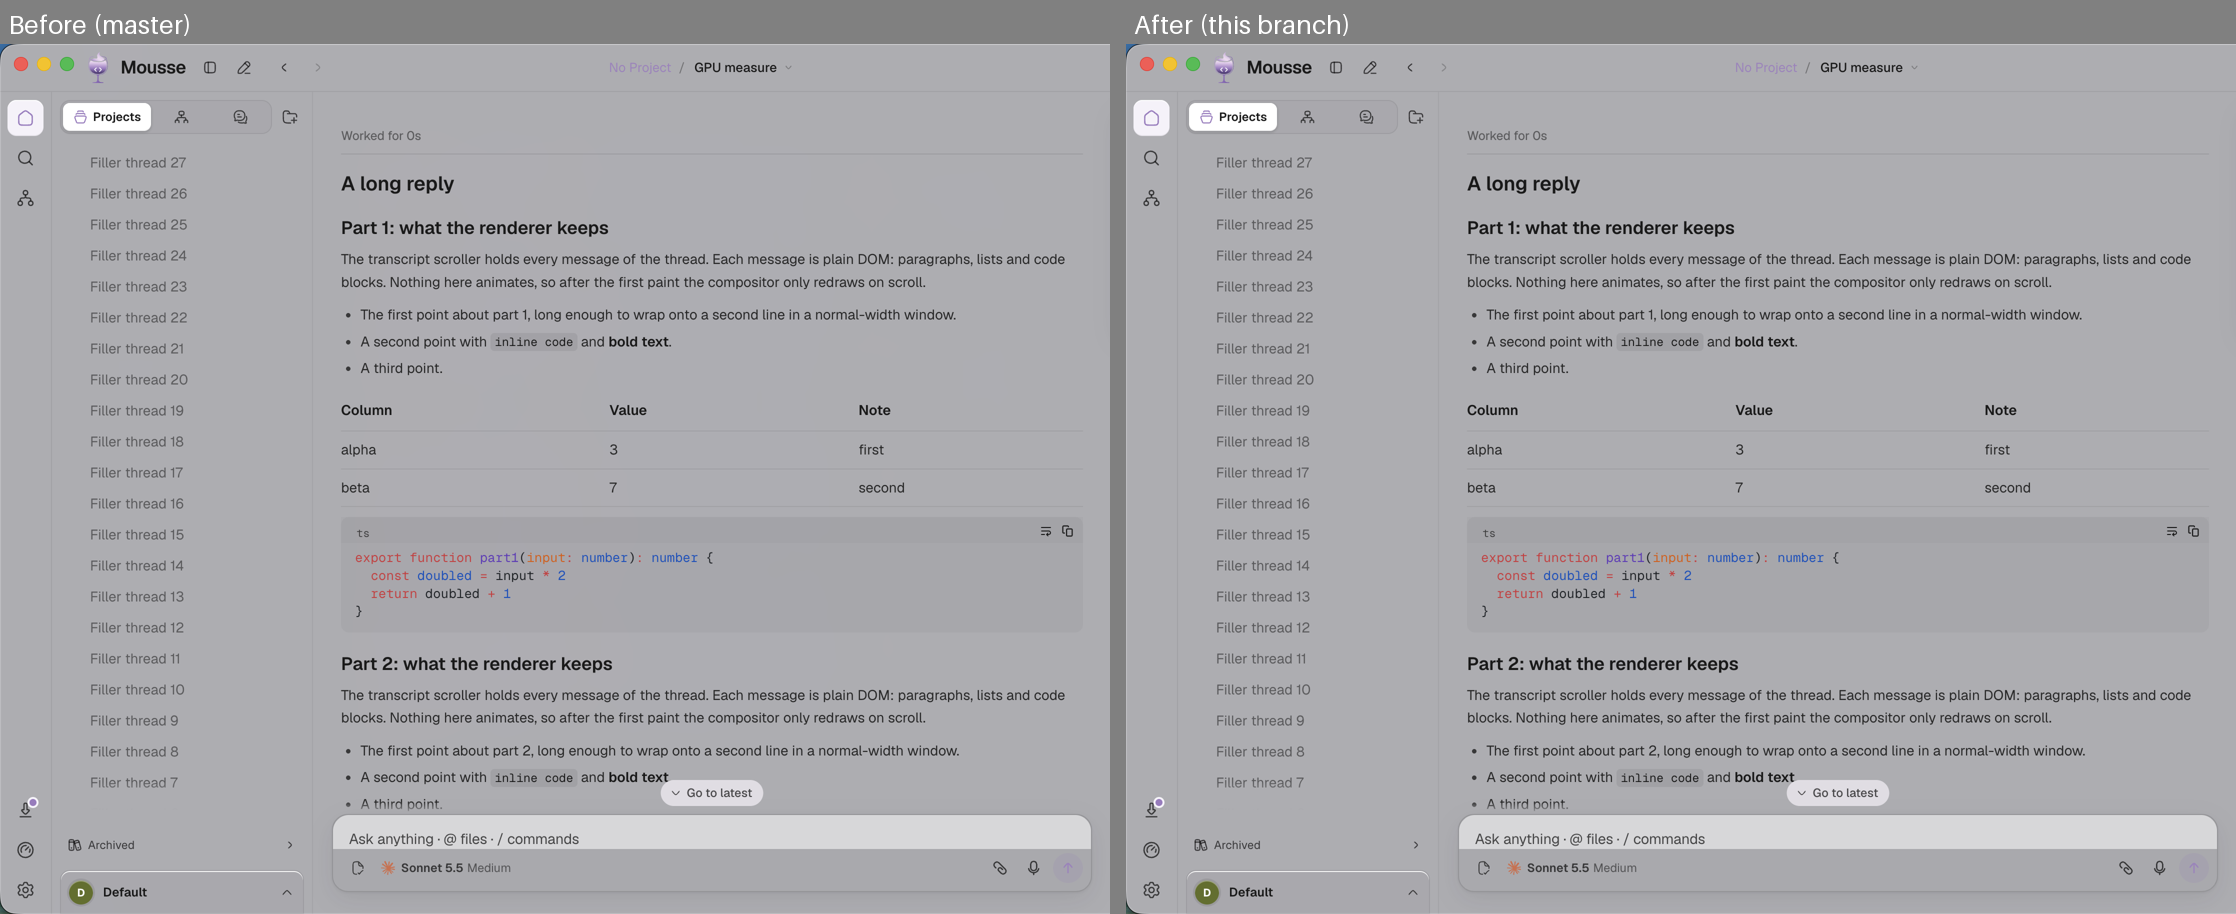 Before (master)
Mousse
No Project / GPU measure
Projects
Filler thread 27
Filler thread 26
Filler thread 25
Filler thread 24
Filler thread 23
Filler thread 22
Filler thread 21
Filler thread 20
Filler thread 19
Filler thread 18
Filler thread 17
Filler thread 16
Filler thread 15
Filler thread 14
Filler thread 13
Filler thread 12
Filler thread 11
Filler thread 10
Filler thread 9
Filler thread 8
Filler thread 7
Archived
D Default
Worked for 0s
A long reply
Part 1: what the renderer keeps
The transcript scroller holds every message of the thread. Each message is plain DOM: paragraphs, lists and code
blocks. Nothing here animates, so after the first paint the compositor only redraws on scroll.
• The first point about part 1, long enough to wrap onto a second line in a normal-width window.
• A second point with inline code and bold text.
• A third point.
Column Value Note
alpha 3 first
beta 7 second
ts
export function part1(input: number): number {
  const doubled = input * 2
  return doubled + 1
}
Part 2: what the renderer keeps
The transcript scroller holds every message of the thread. Each message is plain DOM: paragraphs, lists and code
blocks. Nothing here animates, so after the first paint the compositor only redraws on scroll.
• The first point about part 2, long enough to wrap onto a second line in a normal-width window.
• A second point with inline code and bold text
• A third point.
Go to latest
Ask anything · @ files · / commands
Sonnet 5.5 Medium
After (this branch)
Mousse
No Project / GPU measure
Projects
Filler thread 27
Filler thread 26
Filler thread 25
Filler thread 24
Filler thread 23
Filler thread 22
Filler thread 21
Filler thread 20
Filler thread 19
Filler thread 18
Filler thread 17
Filler thread 16
Filler thread 15
Filler thread 14
Filler thread 13
Filler thread 12
Filler thread 11
Filler thread 10
Filler thread 9
Filler thread 8
Filler thread 7
Archived
D Default
Worked for 0s
A long reply
Part 1: what the renderer keeps
The transcript scroller holds every message of the thread. Each message is plain DOM: paragraphs, lists and code
blocks. Nothing here animates, so after the first paint the compositor only redraws on scroll.
• The first point about part 1, long enough to wrap onto a second line in a normal-width window.
• A second point with inline code and bold text.
• A third point.
Column Value Note
alpha 3 first
beta 7 second
ts
export function part1(input: number): number {
  const doubled = input * 2
  return doubled + 1
}
Part 2: what the renderer keeps
The transcript scroller holds every message of the thread. Each message is plain DOM: paragraphs, lists and code
blocks. Nothing here animates, so after the first paint the compositor only redraws on scroll.
• The first point about part 2, long enough to wrap onto a second line in a normal-width window.
• A second point with inline code and bold text
• A third point.
Go to latest
Ask anything · @ files · / commands
Sonnet 5.5 Medium